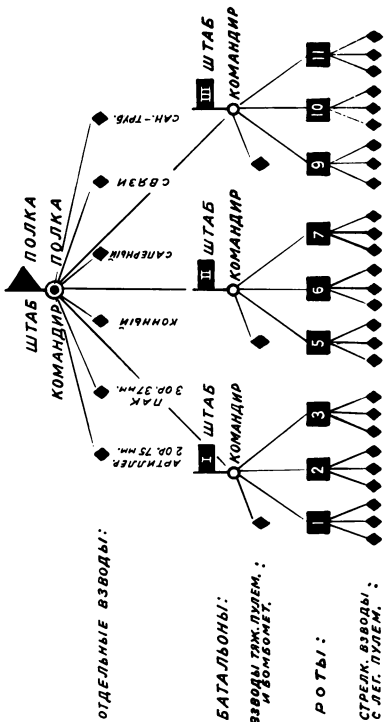 ШТАБ ПОЛКА
КОМАНДИР ПОЛКА
ОТДЕЛЬНЫЕ ВЗВОДЫ:
АРТИЛЛЕР.
2 ОР. 75 мм.
ПАК
3 ОР. 37 мм.
КОННЫЙ
САПЕРНЫЙ
СВЯЗИ
САН.-ТРУБ.
БАТАЛЬОНЫ:
I ШТАБ
КОМАНДИР
II ШТАБ
КОМАНДИР
III ШТАБ
КОМАНДИР
ВЗВОДЫ ТЯЖ. ПУЛЕМ. :
И БОМБОМЕТ.
РОТЫ:
1 2 3 5 6 7 9 10 11
СТРЕЛК. ВЗВОДЫ :
С ЛЕГ. ПУЛЕМ. :